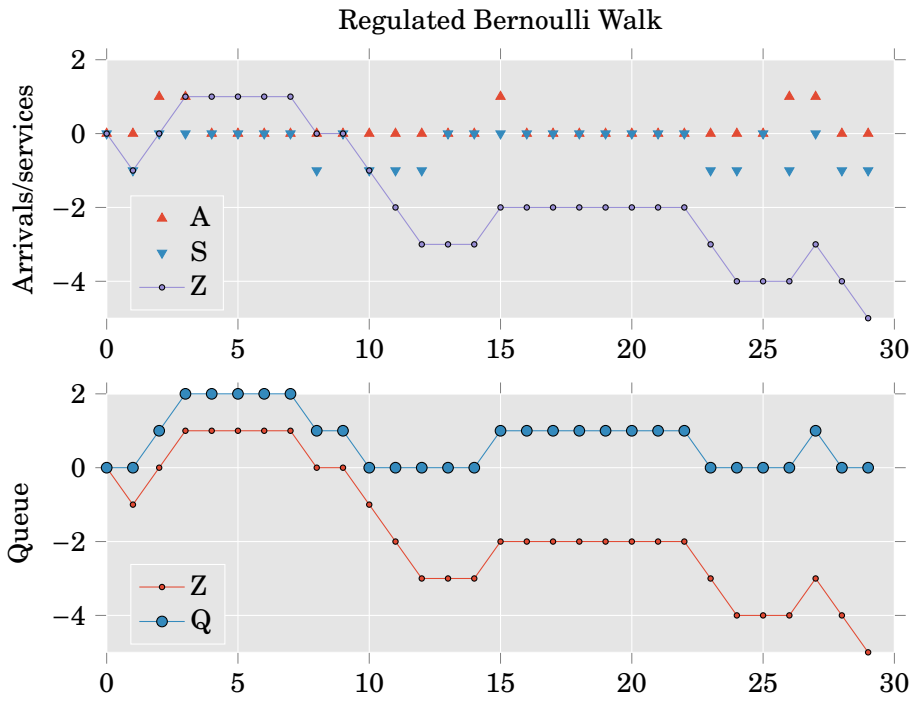 Regulated Bernoulli Walk
Arrivals/services
2
0
−2
−4
A
S
Z
0 5 10 15 20 25 30
Queue
2
0
−2
−4
Z
Q
0 5 10 15 20 25 30